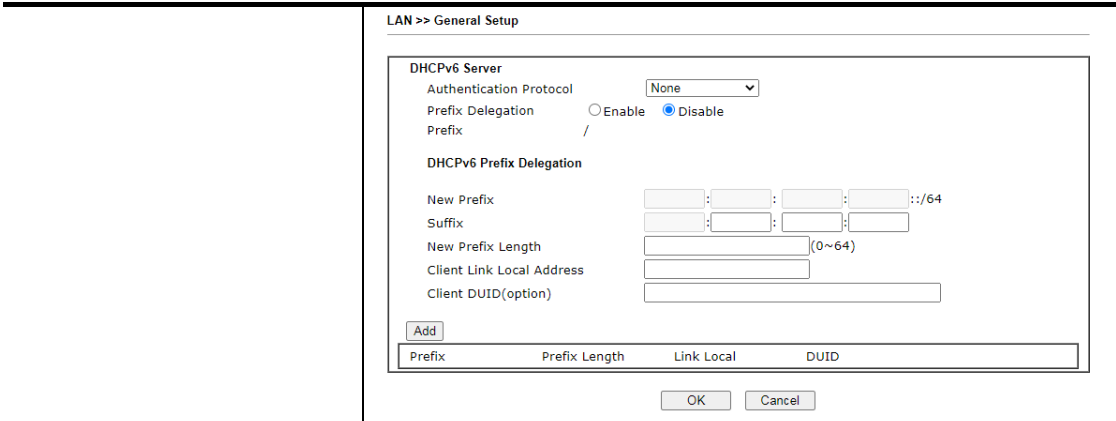 LAN >> General Setup
DHCPv6 Server
Authentication Protocol None
Prefix Delegation Enable Disable
Prefix /
DHCPv6 Prefix Delegation
New Prefix : : : ::/64
Suffix : : :
New Prefix Length (0~64)
Client Link Local Address
Client DUID(option)
Add
Prefix Prefix Length Link Local DUID
OK Cancel